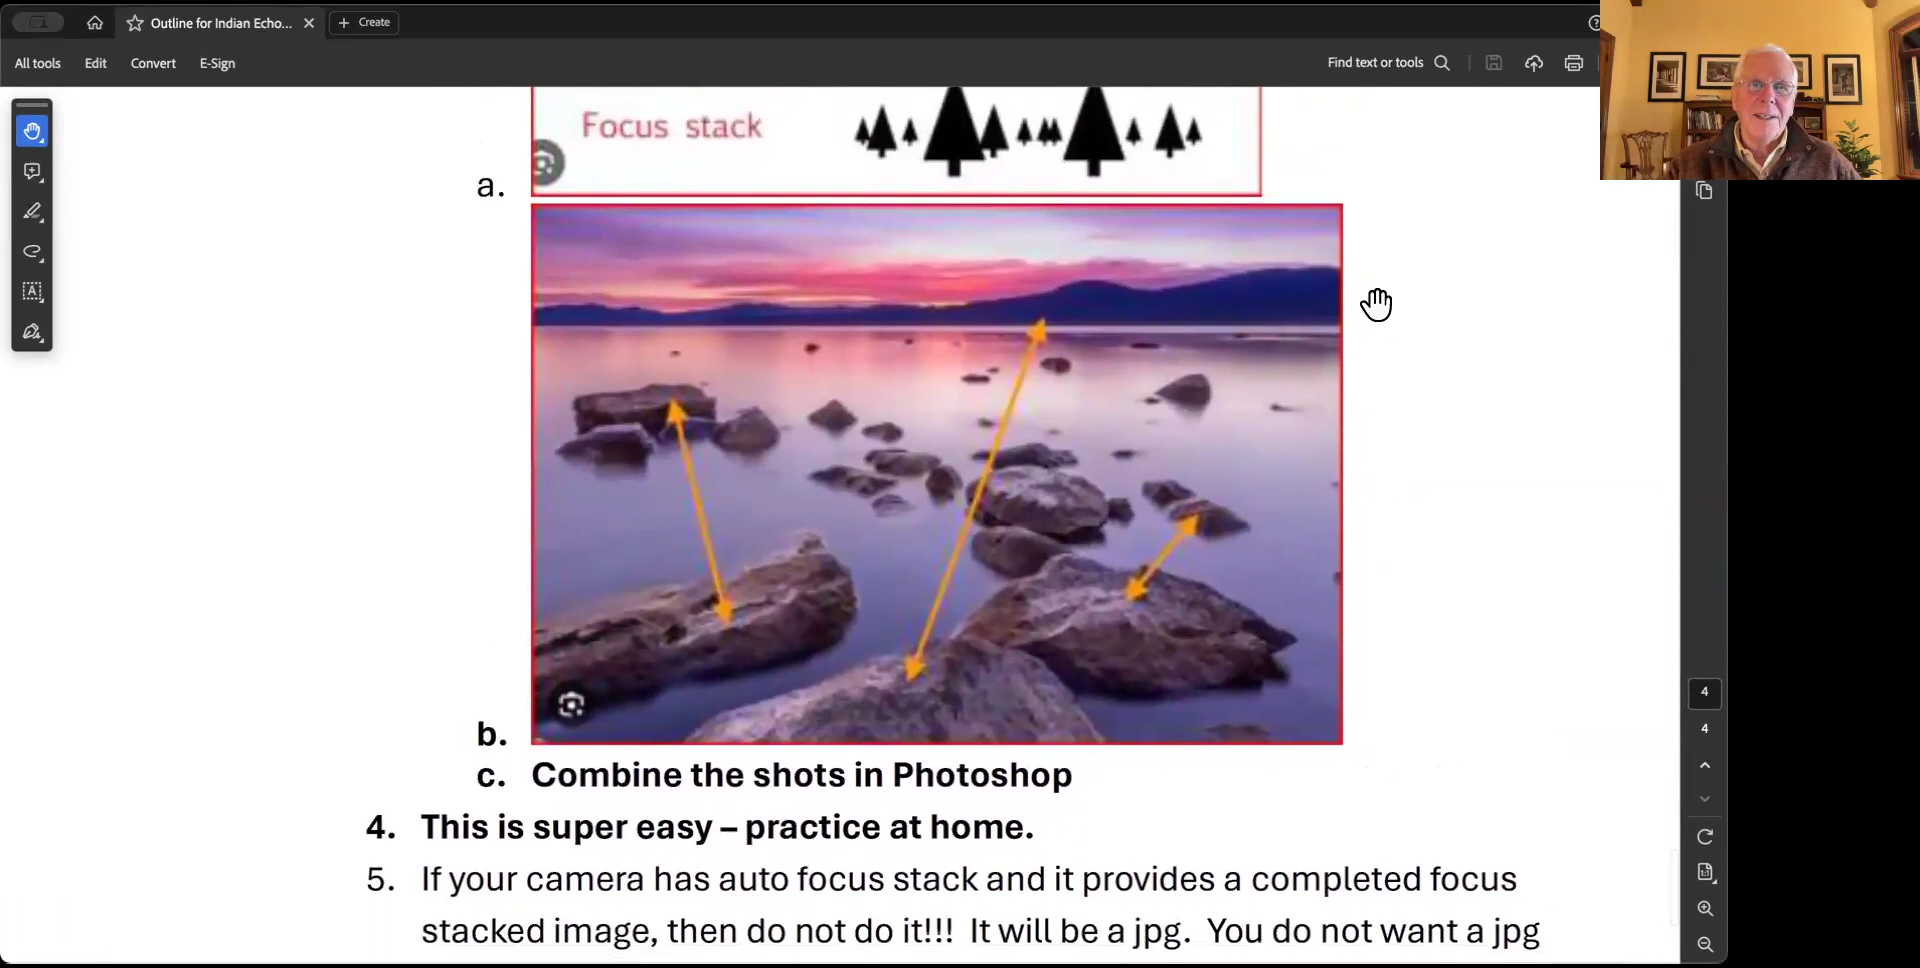 Outline for Indian Echo...
Create
All tools
Edit
Convert
E-Sign
Find text or tools
Focus stack
a.
b.
c. Combine the shots in Photoshop
4. This is super easy – practice at home.
5. If your camera has auto focus stack and it provides a completed focus
stacked image, then do not do it!!! It will be a jpg. You do not want a jpg
4
4